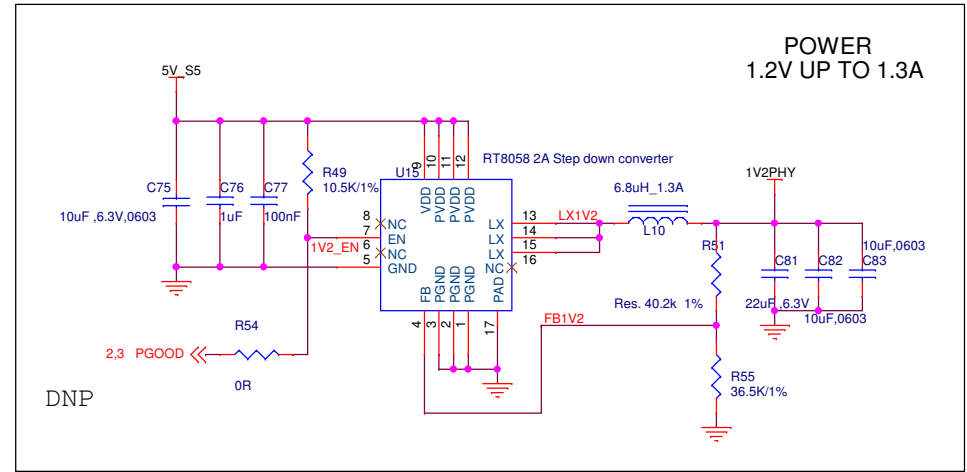 POWER
1.2V UP TO 1.3A
5V_S5
R49
10.5K/1%
C75
C76
C77
10uF ,6.3V,0603
1uF
100nF
U15
RT8058 2A Step down converter
9
10
11
12
VDD
PVDD
PVDD
PVDD
8
NC
7
EN
1V2_EN
6
NC
5
GND
FB
PGND
PGND
PGND
PAD
4
3
2
1
17
LX
13
LX1V2
LX
14
LX
15
NC
16
6.8uH_1.3A
L10
1V2PHY
R51
Res. 40.2k 1%
10uF,0603
C81
C82
C83
22uF ,6.3V
10uF,0603
FB1V2
R55
36.5K/1%
R54
2,3 PGOOD
0R
DNP